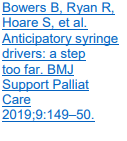 Bowers B, Ryan R,
Hoare S, et al.
Anticipatory syringe
drivers: a step
too far. BMJ
Support Palliat
Care
2019;9:149–50.